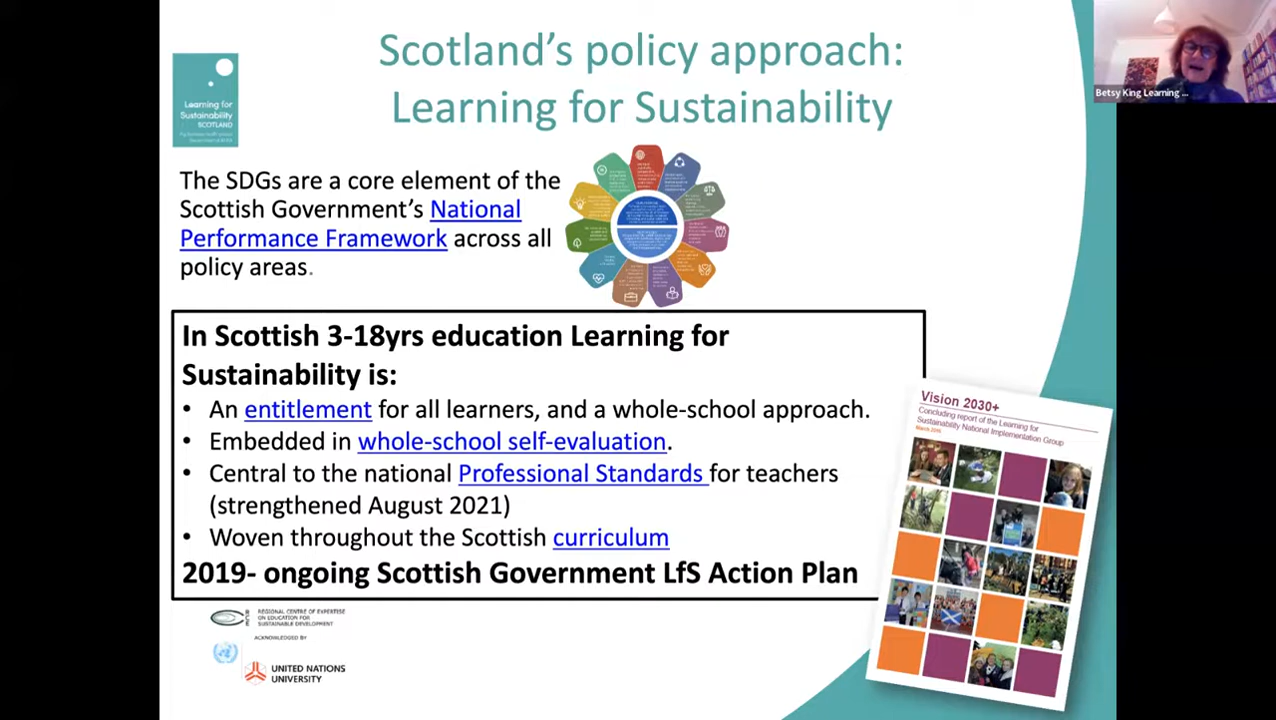 Scotland's policy approach:
Learning for Sustainability
Betsy King Learning ...
Learning for
Sustainability
SCOTLAND
The SDGs are a core element of the
Scottish Government's National
Performance Framework across all
policy areas.
In Scottish 3-18yrs education Learning for
Sustainability is:
• An entitlement for all learners, and a whole-school approach.
• Embedded in whole-school self-evaluation.
• Central to the national Professional Standards for teachers
(strengthened August 2021)
• Woven throughout the Scottish curriculum
2019- ongoing Scottish Government LfS Action Plan
Vision 2030+
Concluding report of the Learning for
Sustainability National Implementation Group
REGIONAL CENTRE OF EXPERTISE
ON EDUCATION FOR
SUSTAINABLE DEVELOPMENT
ACKNOWLEDGED BY
UNITED NATIONS
UNIVERSITY